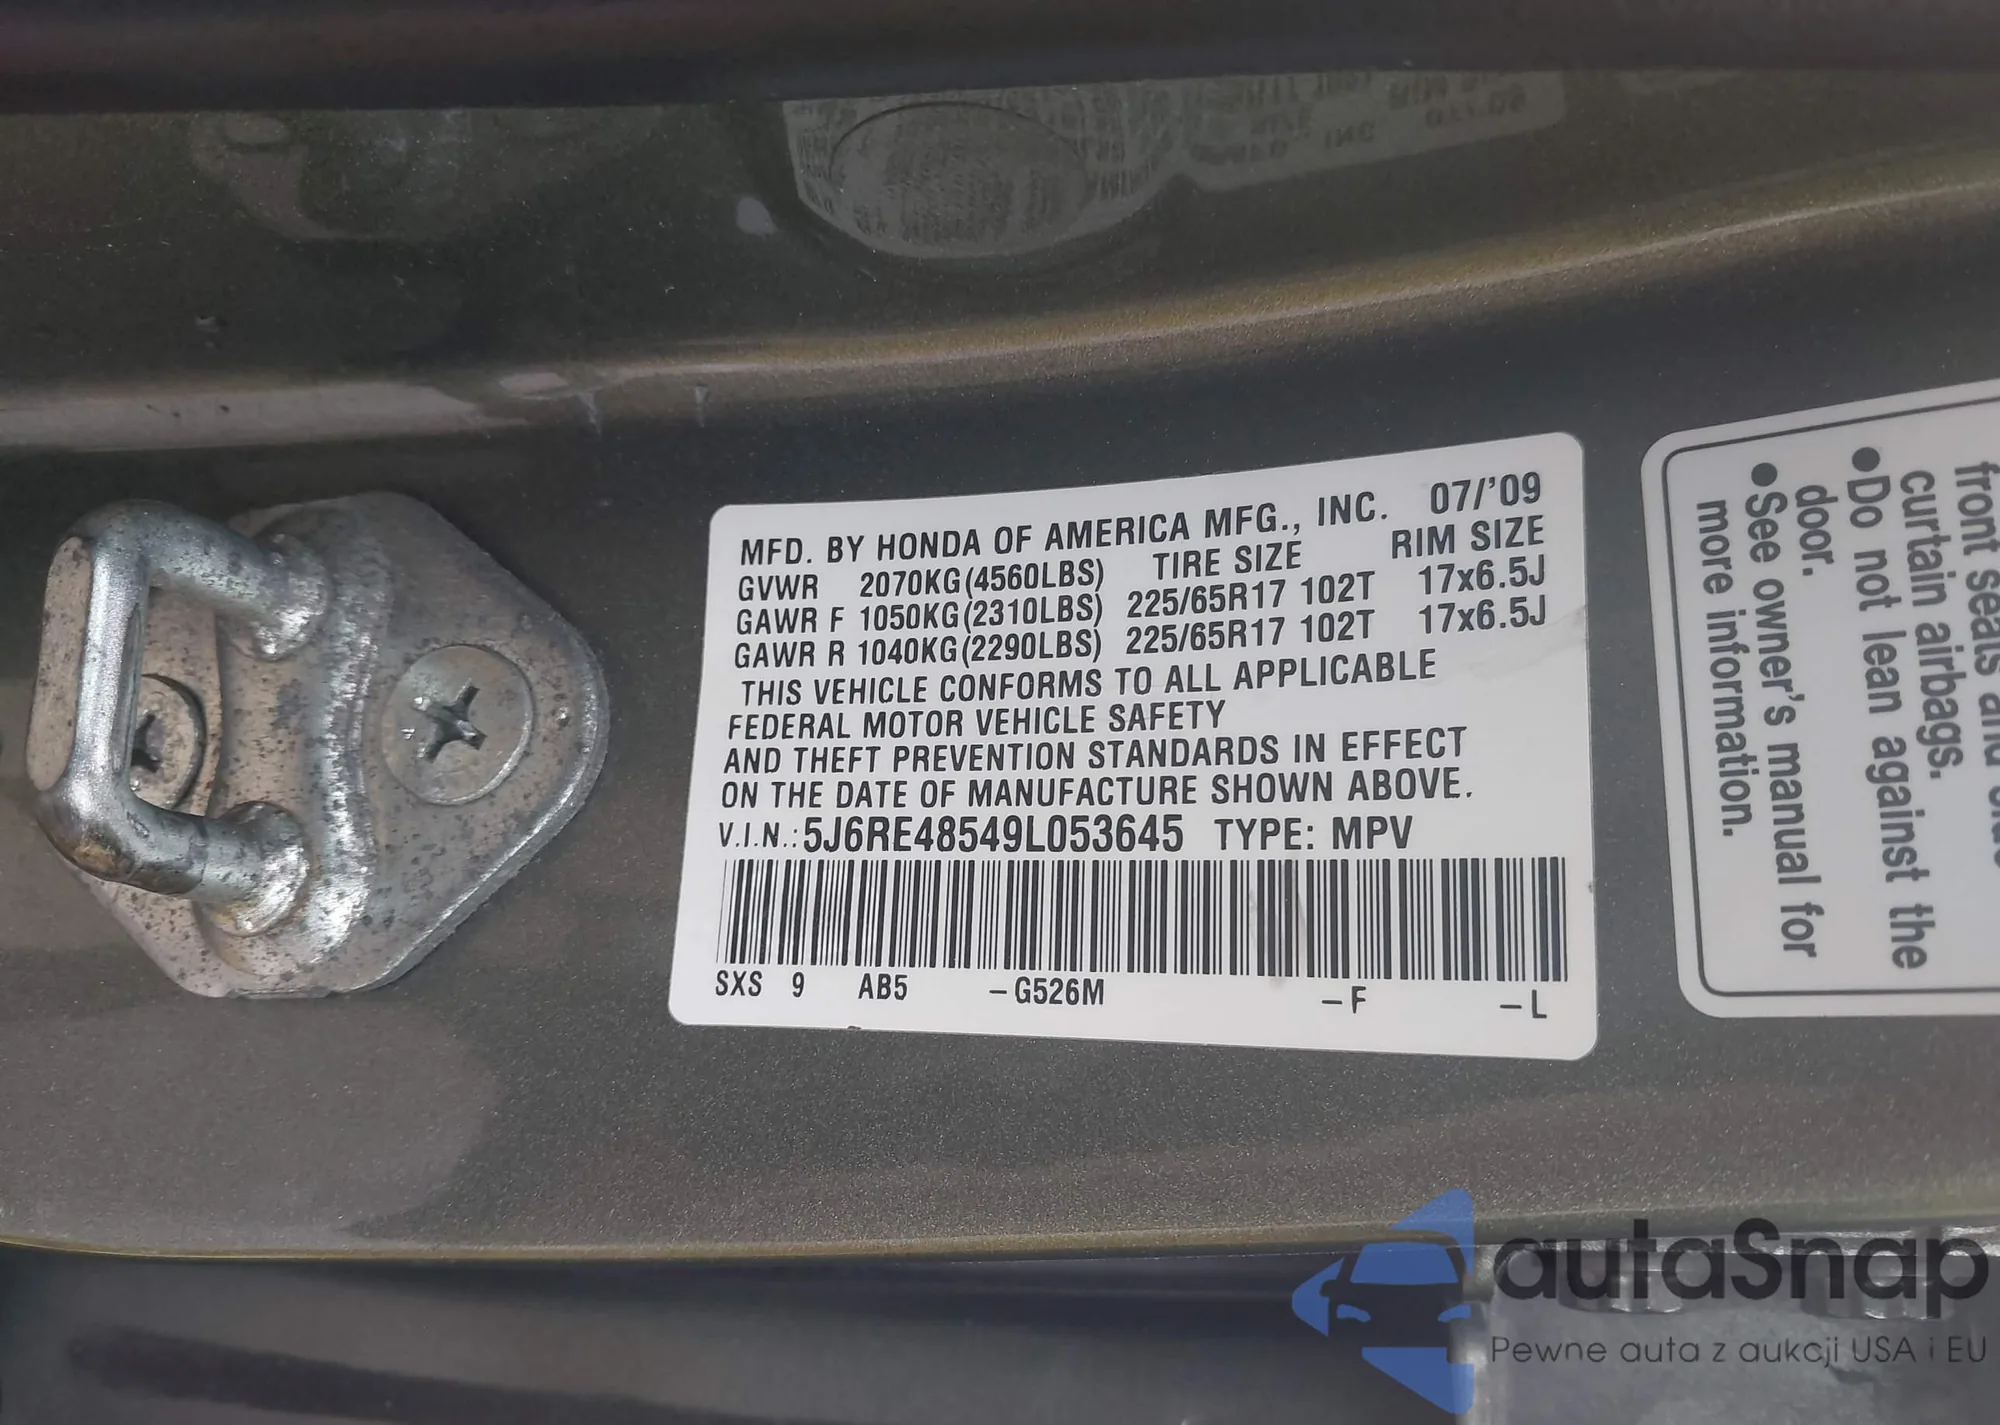 MFD. BY HONDA OF AMERICA MFG., INC. 07/'09
GVWR 2070KG(4560LBS) TIRE SIZE RIM SIZE
GAWR F 1050KG(2310LBS) 225/65R17 102T 17x6.5J
GAWR R 1040KG(2290LBS) 225/65R17 102T 17x6.5J
THIS VEHICLE CONFORMS TO ALL APPLICABLE
FEDERAL MOTOR VEHICLE SAFETY
AND THEFT PREVENTION STANDARDS IN EFFECT
ON THE DATE OF MANUFACTURE SHOWN ABOVE.
V.I.N.: 5J6RE48549L053645 TYPE: MPV
SXS 9 AB5 -G526M -F -L
front seats and
curtain airbags.
●Do not lean against the
door.
●See owner's manual for
more information.
autaSnap
Pewne auta z aukcji USA i EU